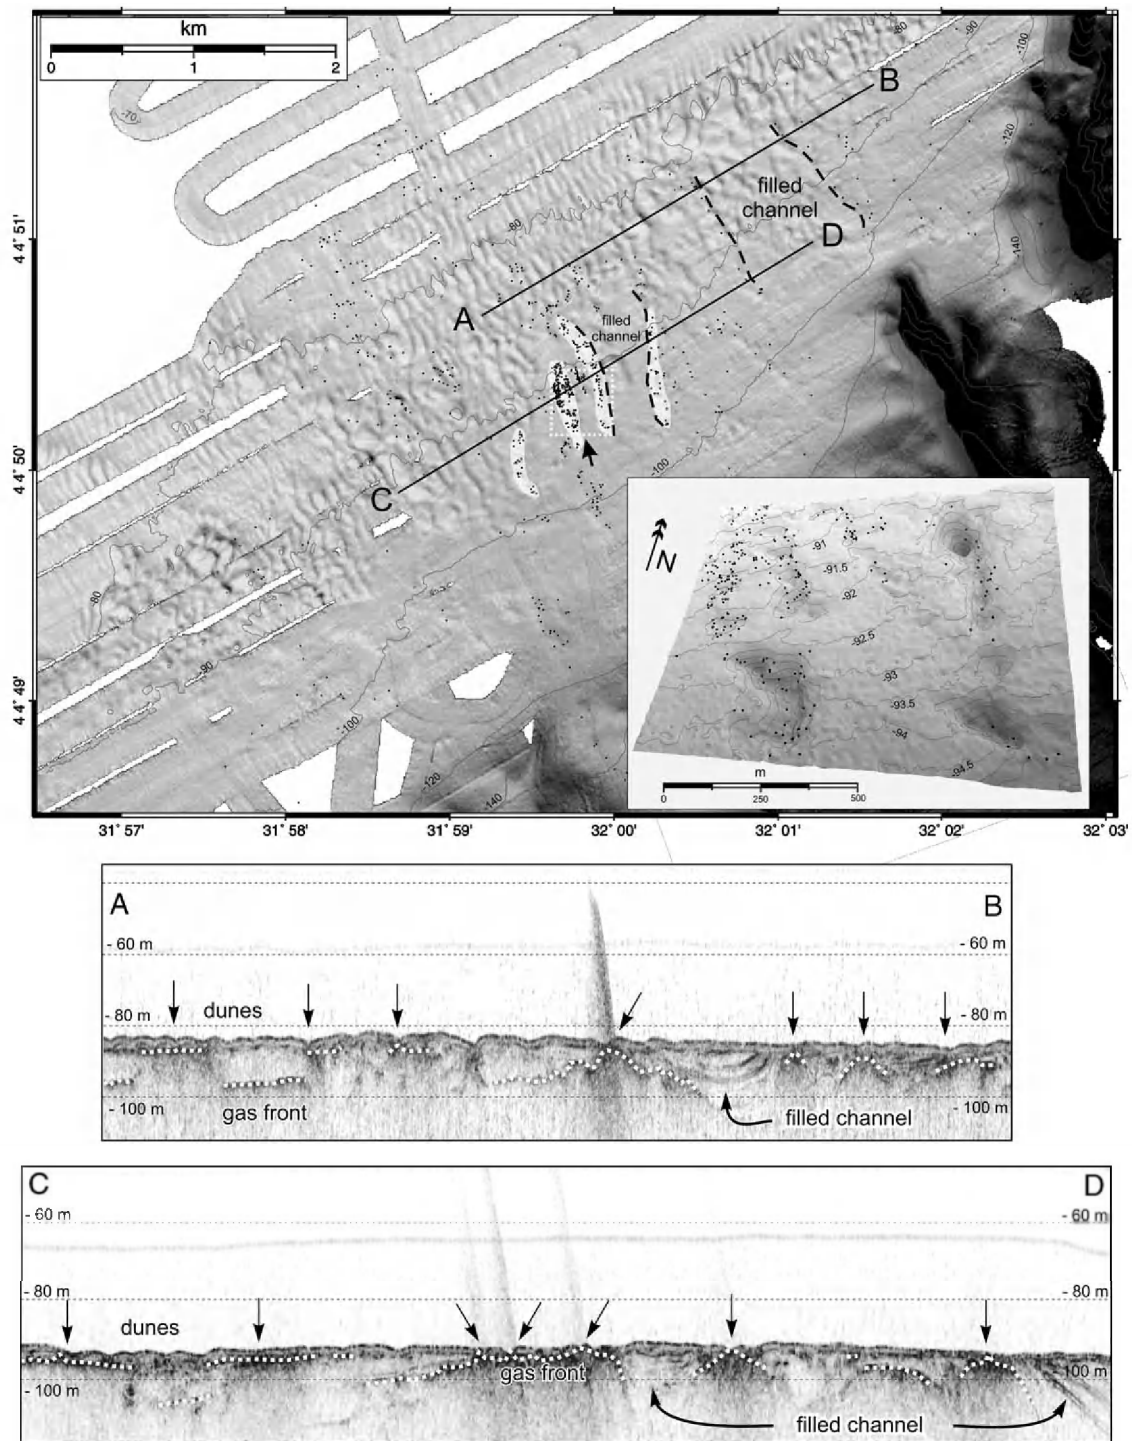 km
0 1 2
-70
-80
-90
-100
B
-120
filled
channel
D
44° 51'
-80
-140
A
filled
channel
44° 50'
C
-100
N
-91
-91.5
-92
-80
-92.5
-93
-90
-93.5
-94
44° 49'
-100
-94.5
m
0 250 500
-120
-140
31° 57' 31° 58' 31° 59' 32° 00' 32° 01' 32° 02' 32° 03'
A B
- 60 m - 60 m
dunes
- 80 m - 80 m
gas front
- 100 m - 100 m
filled channel
C D
- 60 m - 60 m
- 80 m - 80 m
dunes
gas front
- 100 m - 100 m
filled channel